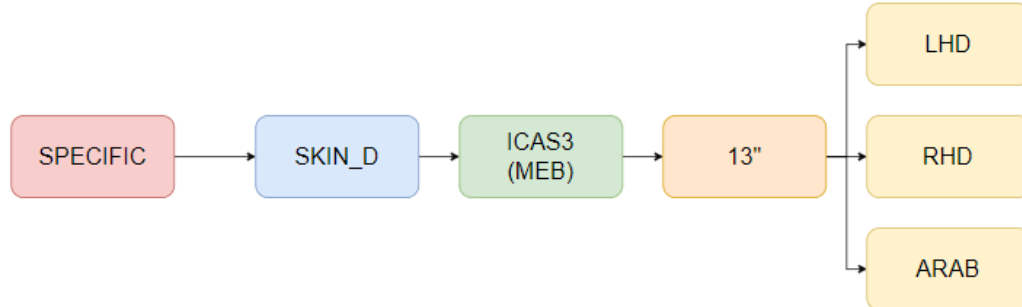 SPECIFIC
SKIN_D
ICAS3
(MEB)
13"
LHD
RHD
ARAB